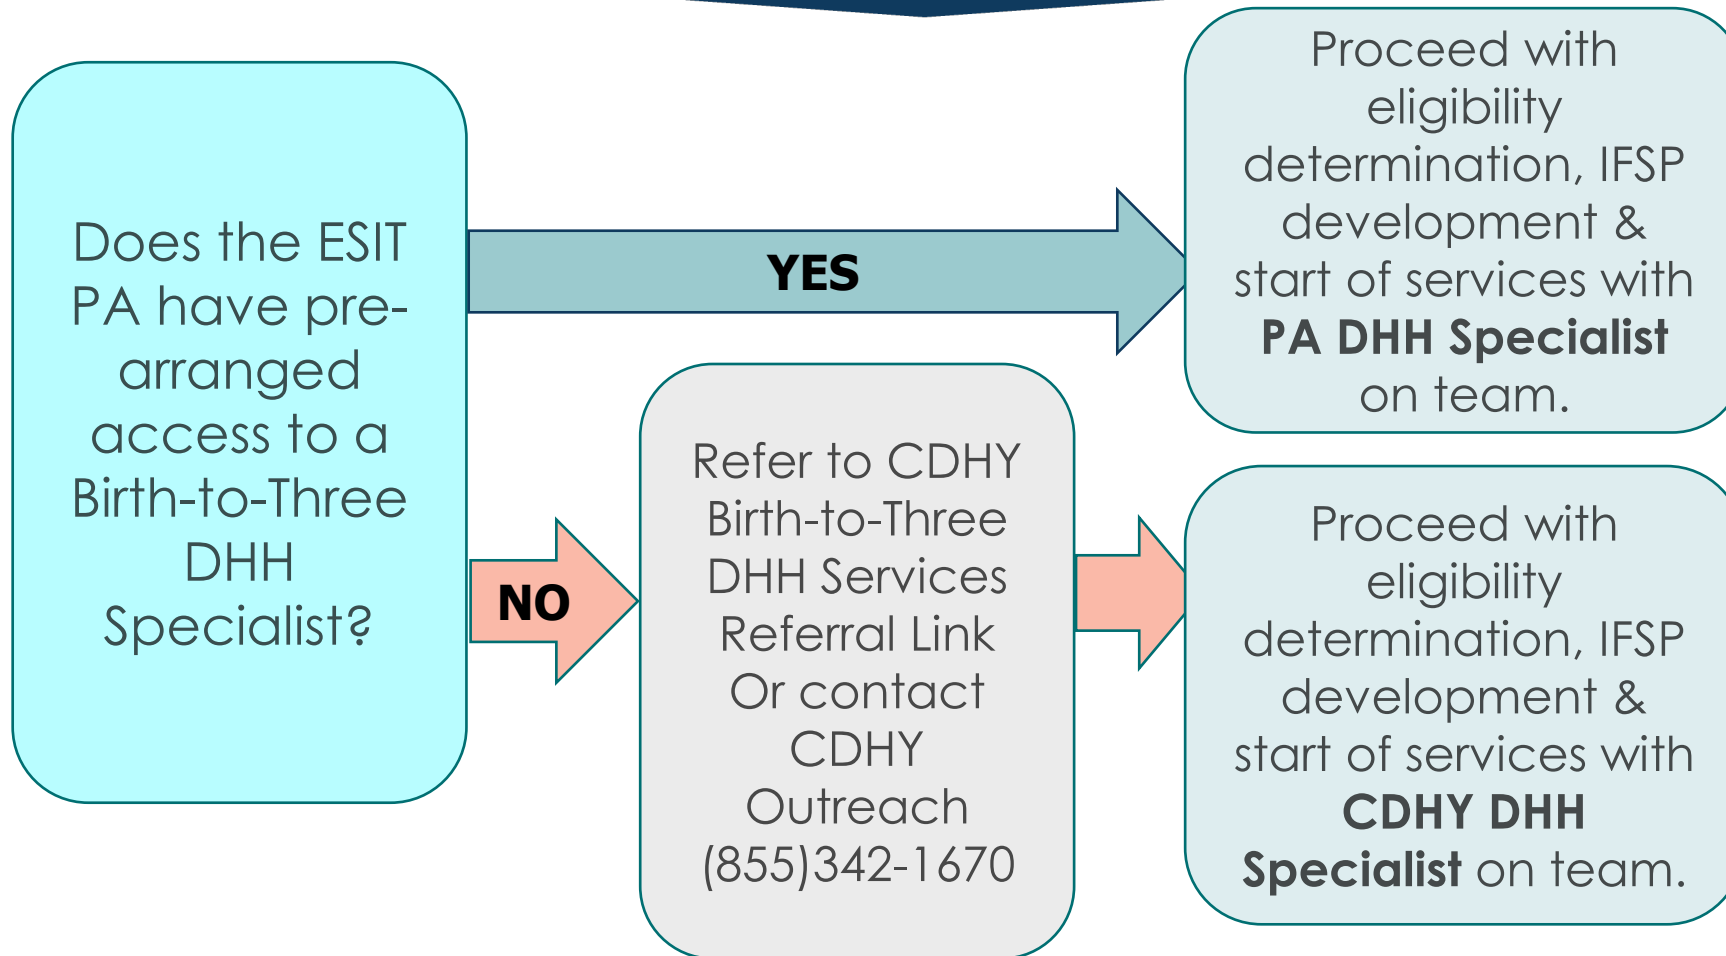 Does the ESIT
PA have pre-
arranged
access to a
Birth-to-Three
DHH
Specialist?
YES
Proceed with
eligibility
determination, IFSP
development &
start of services with
PA DHH Specialist
on team.
NO
Refer to CDHY
Birth-to-Three
DHH Services
Referral Link
Or contact
CDHY
Outreach
(855)342-1670
Proceed with
eligibility
determination, IFSP
development &
start of services with
CDHY DHH
Specialist on team.